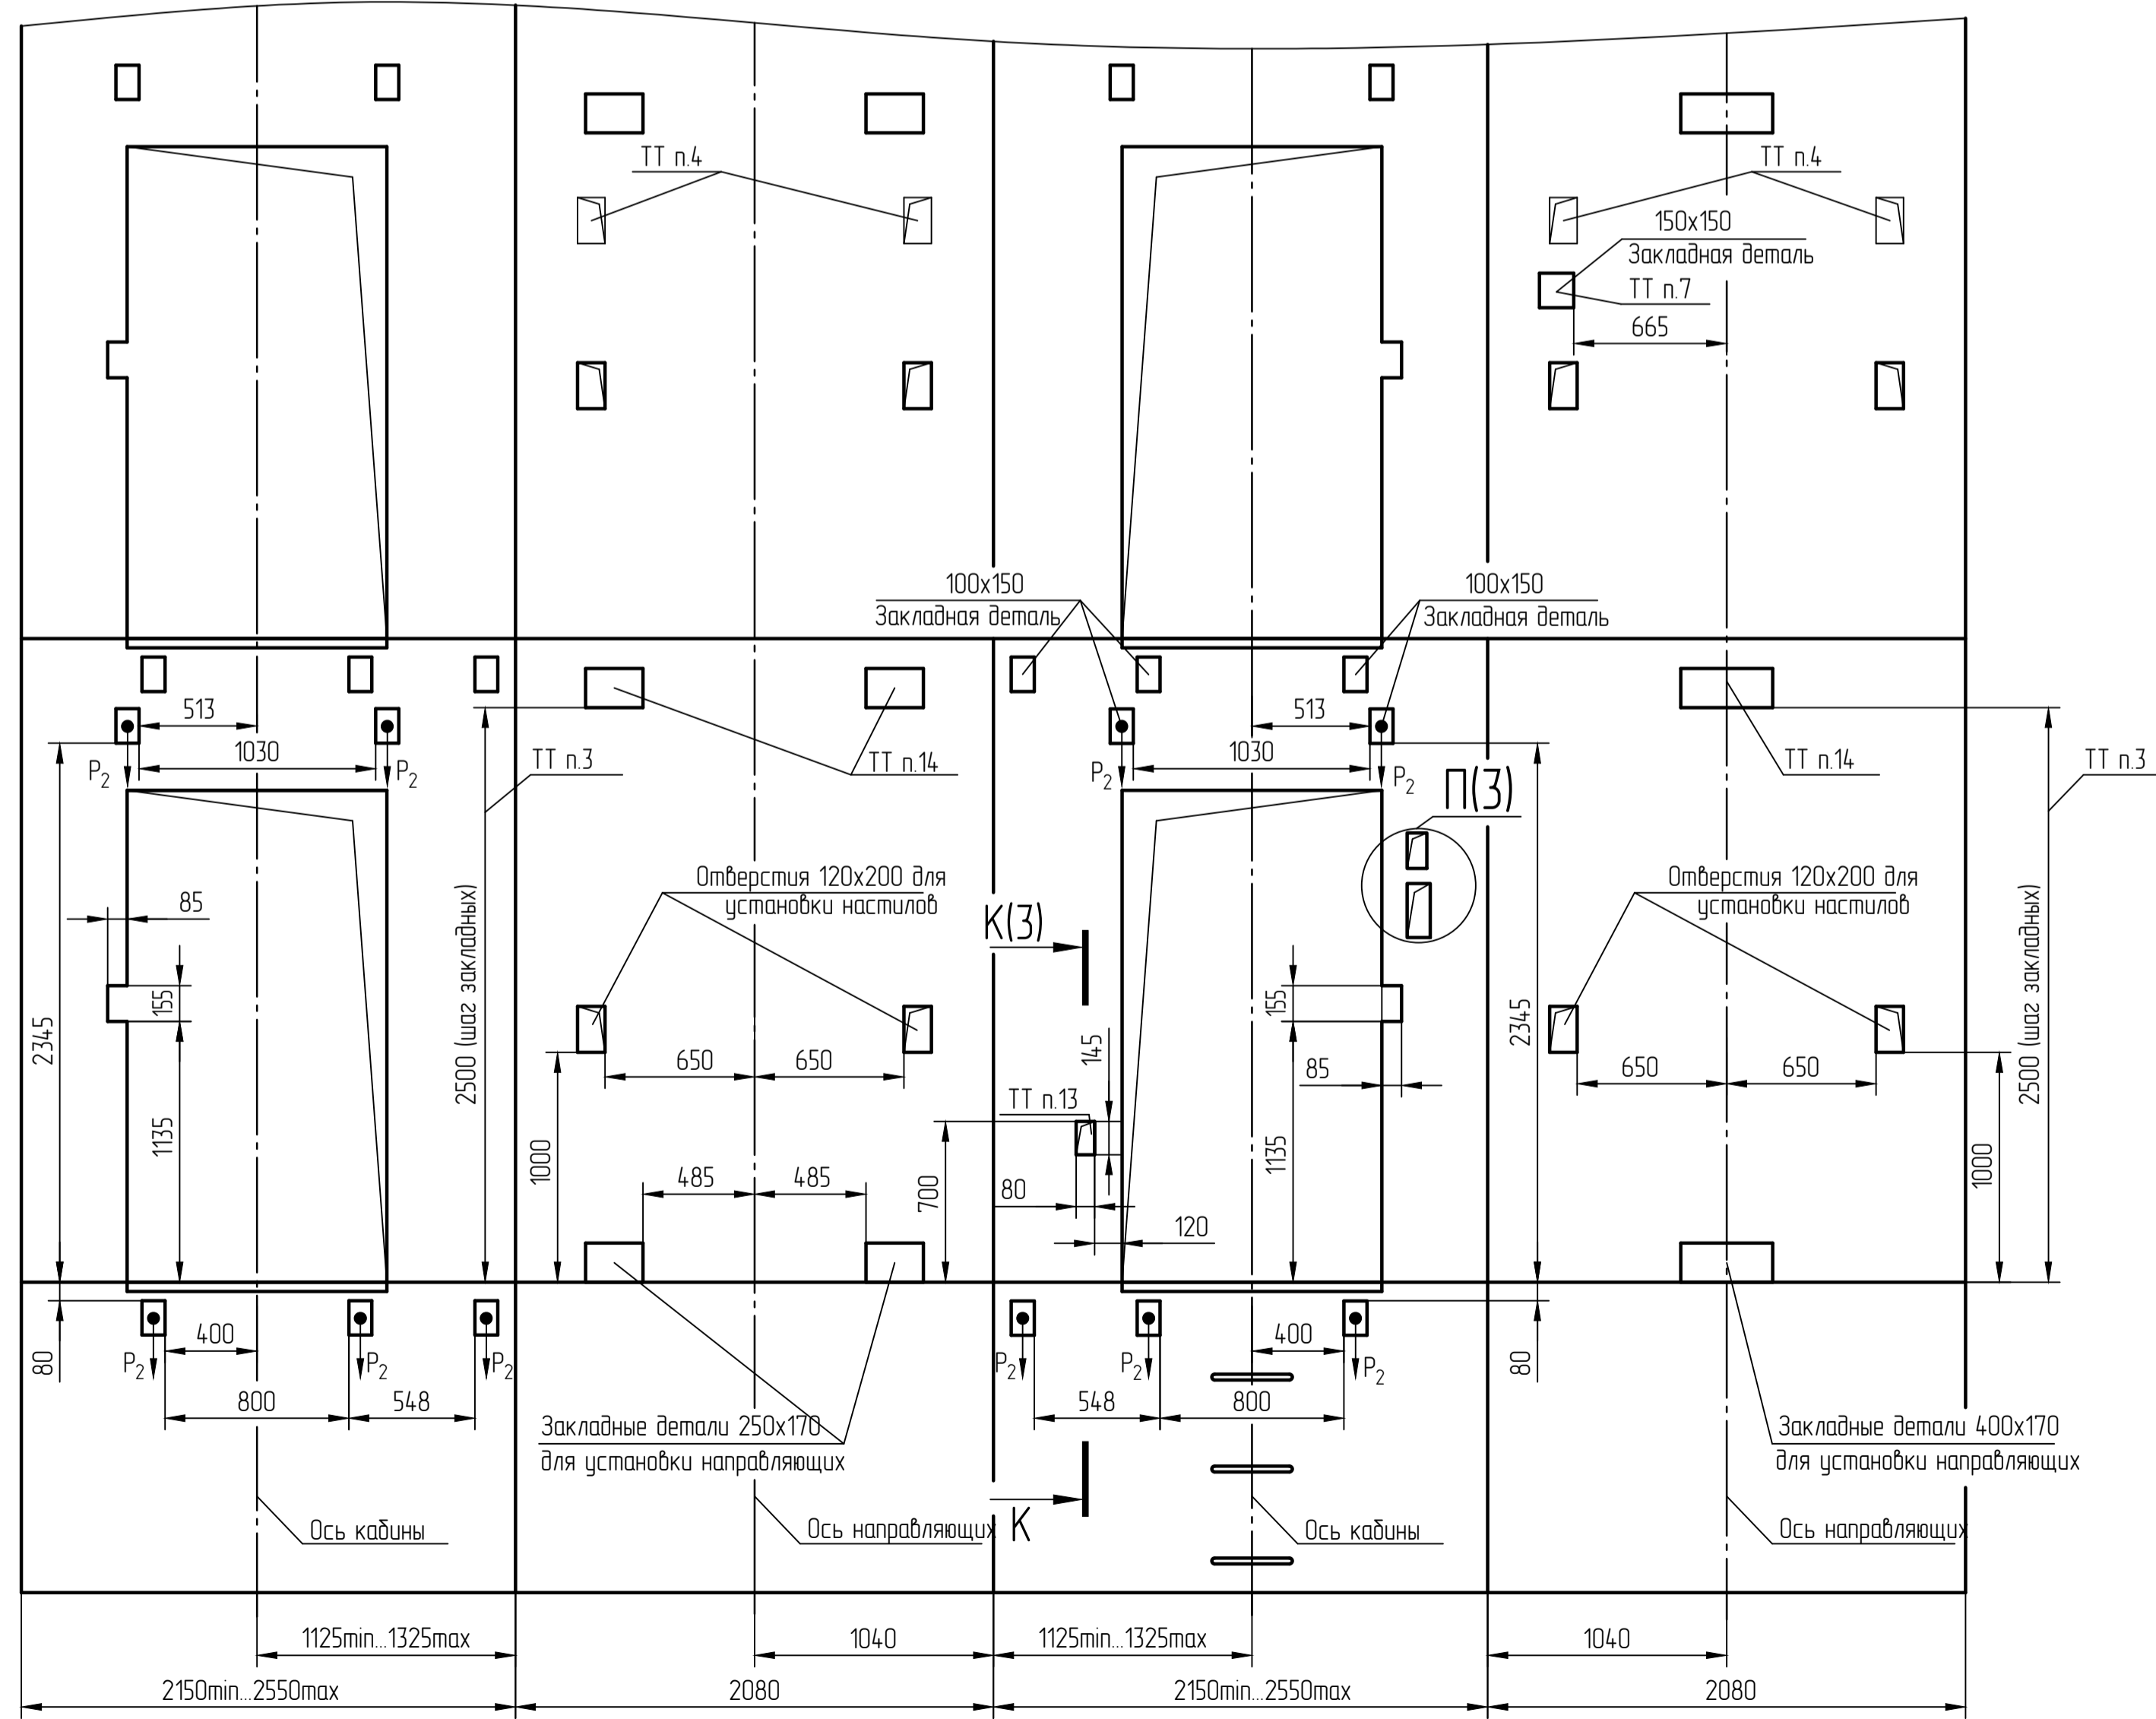 ТТ п.4
ТТ п.4
150х150
Закладная деталь
ТТ п.7
665
100х150
Закладная деталь
100х150
Закладная деталь
513
1030
P2
P2
ТТ п.3
ТТ п.14
513
1030
P2
P2
П(3)
ТТ п.14
ТТ п.3
85
155
2345
1135
2500 (шаг закладных)
Отверстия 120х200 для
установки настилов
650
650
1000
485
485
К(3)
145
ТТ п.13
700
80
120
155
85
1135
2345
Отверстия 120х200 для
установки настилов
650
650
2500 (шаг закладных)
1000
80
400
P2
P2
P2
800
548
Закладные детали 250х170
для установки направляющих
P2
P2
400
P2
548
800
80
Закладные детали 400х170
для установки направляющих
Ось кабины
Ось направляющих
К
Ось кабины
Ось направляющих
1125min...1325max
1040
1125min...1325max
1040
2150min...2550max
2080
2150min...2550max
2080